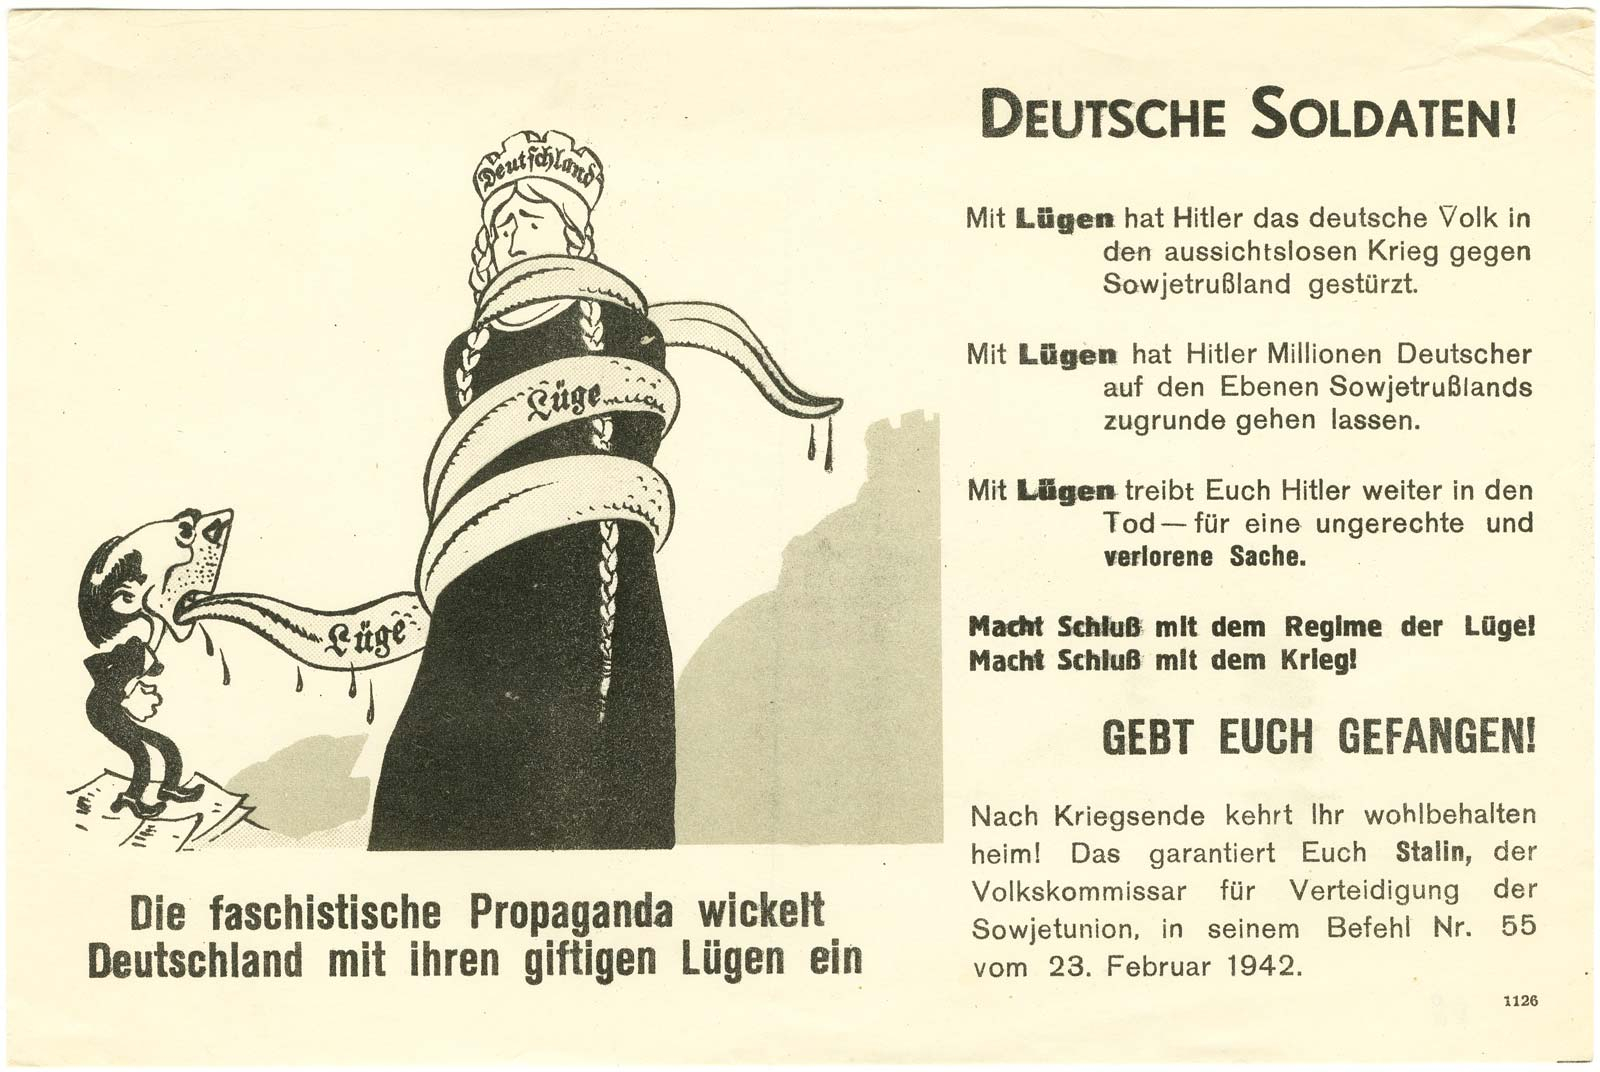 Deutschland
Lüge
Lüge
Die faschistische Propaganda wickelt
Deutschland mit ihren giftigen Lügen ein
DEUTSCHE SOLDATEN!
Mit Lügen hat Hitler das deutsche Volk in
den aussichtslosen Krieg gegen
Sowjetrußland gestürzt.
Mit Lügen hat Hitler Millionen Deutscher
auf den Ebenen Sowjetrußlands
zugrunde gehen lassen.
Mit Lügen treibt Euch Hitler weiter in den
Tod — für eine ungerechte und
verlorene Sache.
Macht Schluß mit dem Regime der Lüge!
Macht Schluß mit dem Krieg!
GEBT EUCH GEFANGEN!
Nach Kriegsende kehrt Ihr wohlbehalten
heim! Das garantiert Euch Stalin, der
Volkskommissar für Verteidigung der
Sowjetunion, in seinem Befehl Nr. 55
vom 23. Februar 1942.
1126